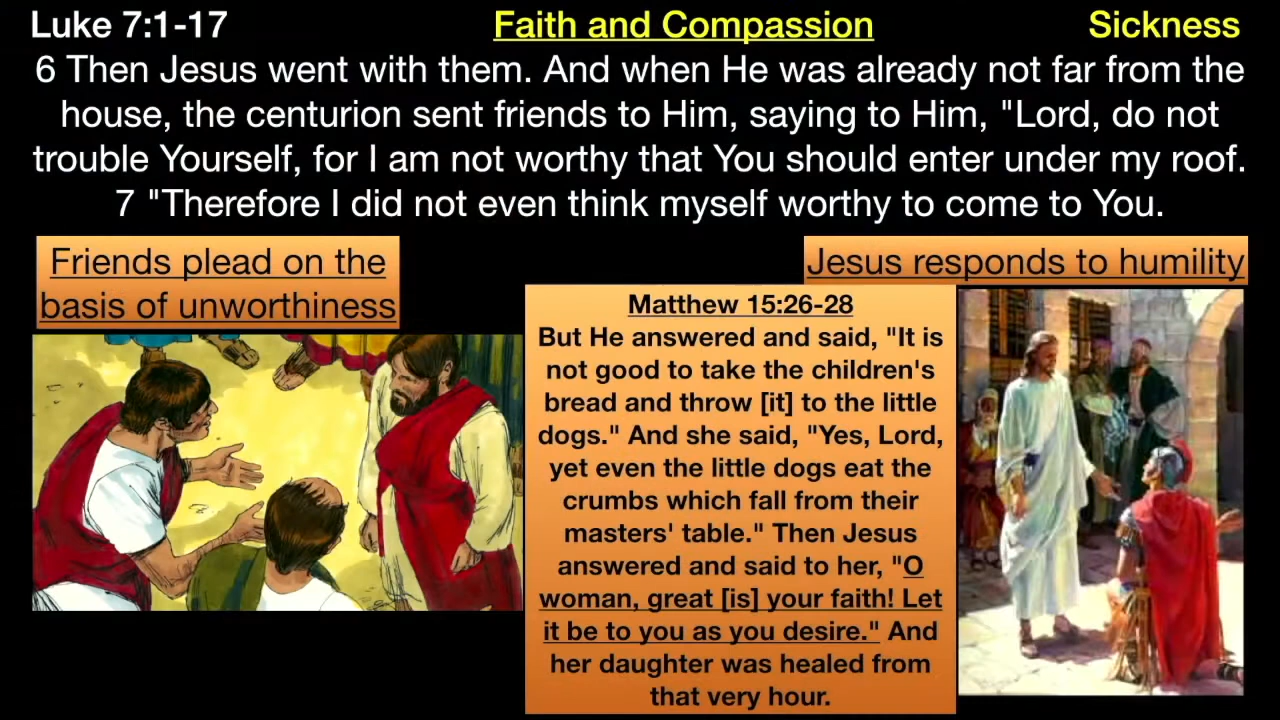 Luke 7:1-17
Faith and Compassion
Sickness
6 Then Jesus went with them. And when He was already not far from the
house, the centurion sent friends to Him, saying to Him, "Lord, do not
trouble Yourself, for I am not worthy that You should enter under my roof.
7 "Therefore I did not even think myself worthy to come to You.
Friends plead on the
basis of unworthiness
Jesus responds to humility
Matthew 15:26-28
But He answered and said, "It is
not good to take the children's
bread and throw [it] to the little
dogs." And she said, "Yes, Lord,
yet even the little dogs eat the
crumbs which fall from their
masters' table." Then Jesus
answered and said to her, "O
woman, great [is] your faith! Let
it be to you as you desire." And
her daughter was healed from
that very hour.